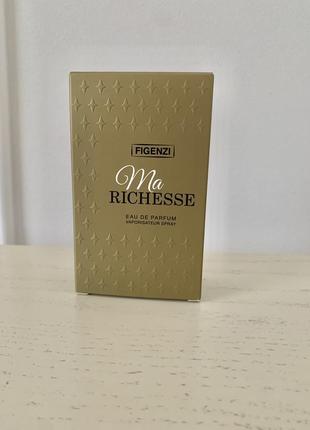 FIGENZI
Ma
RICHESSE
EAU DE PARFUM
VAPORISATEUR SPRAY